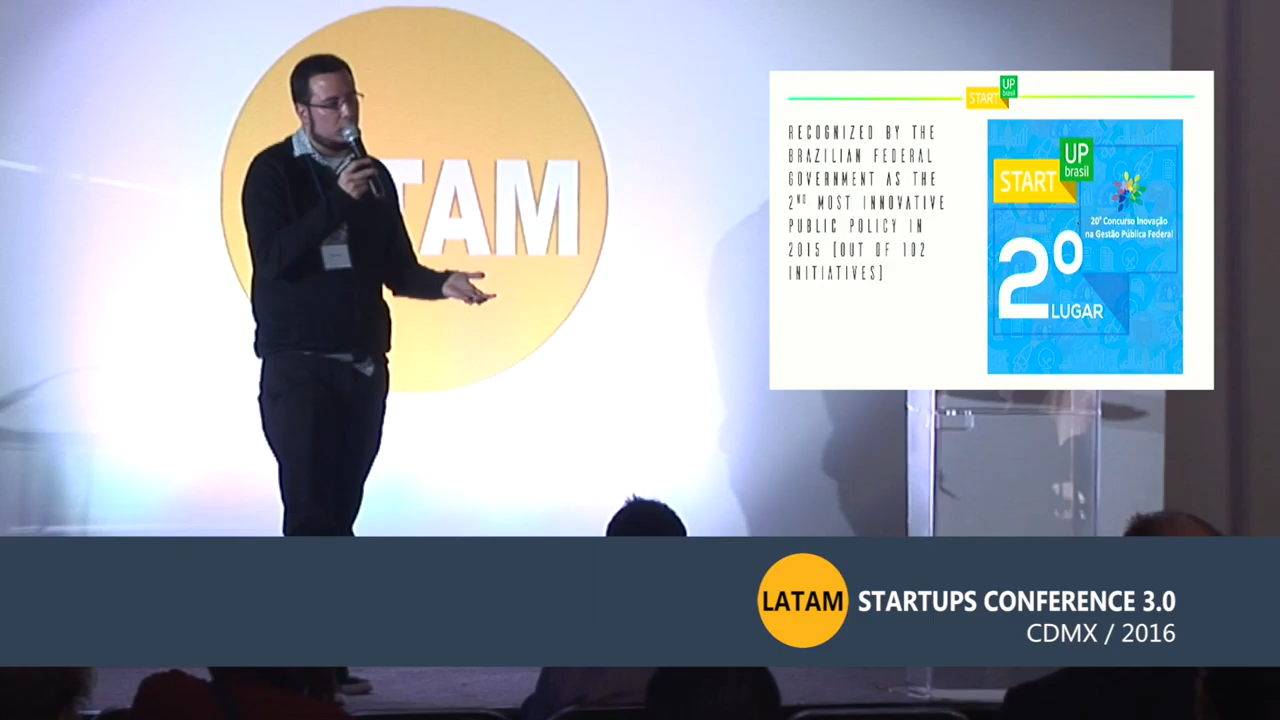 TAM
START
UP
brasil
RECOGNIZED BY THE
BRAZILIAN FEDERAL
GOVERNMENT AS THE
2ND MOST INNOVATIVE
PUBLIC POLICY IN
2015 [OUT OF 102
INITIATIVES]
START
UP
brasil
20º Concurso Inovação
na Gestão Pública Federal
2º
LUGAR
LATAM
STARTUPS CONFERENCE 3.0
CDMX / 2016